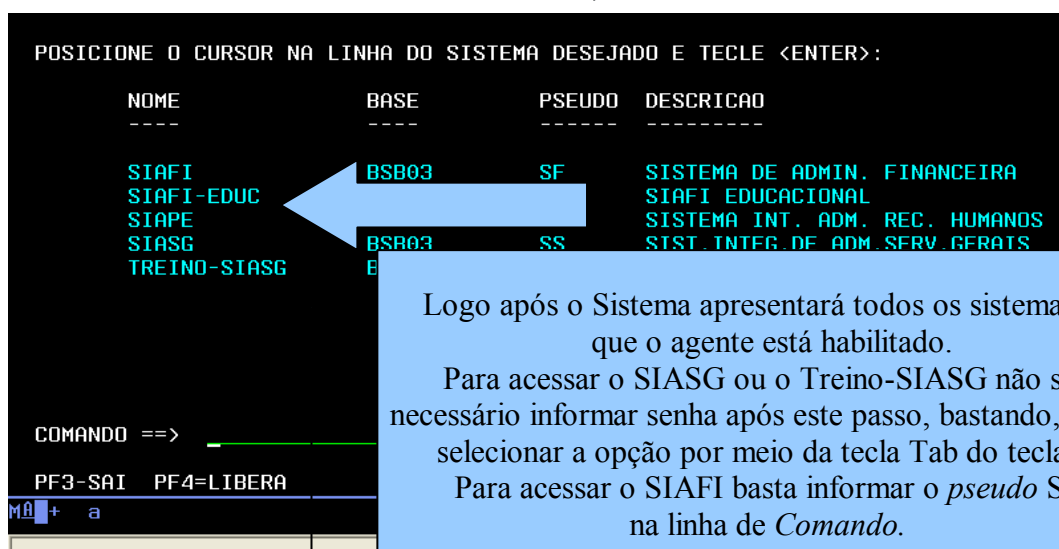 POSICIONE O CURSOR NA LINHA DO SISTEMA DESEJADO E TECLE <ENTER>:
NOME BASE PSEUDO DESCRICAO
---- ---- ------ ---------
SIAFI BSB03 SF SISTEMA DE ADMIN. FINANCEIRA
SIAFI-EDUC SIAFI EDUCACIONAL
SIAPE SISTEMA INT. ADM. REC. HUMANOS
SIASG BSB03 SS SIST.INTEG.DE ADM.SERV.GERAIS
TREINO-SIASG B
Logo após o Sistema apresentará todos os sistema
que o agente está habilitado.
Para acessar o SIASG ou o Treino-SIASG não s
necessário informar senha após este passo, bastando,
selecionar a opção por meio da tecla Tab do tecla
Para acessar o SIAFI basta informar o pseudo S
na linha de Comando.
COMANDO ==>
PF3-SAI PF4=LIBERA
MA + a